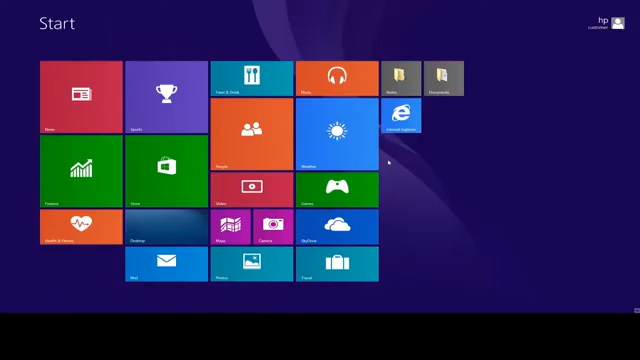 Start
hp
customer
News
Sports
Food & Drink
Music
Notes
Documents
People
Weather
Internet Explorer
Finance
Store
Video
Games
Health & Fitness
Desktop
Maps
Camera
SkyDrive
Mail
Photos
Travel